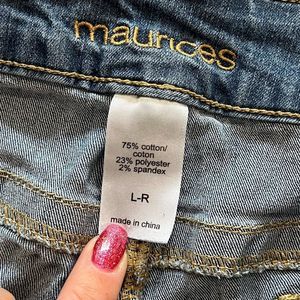 maurices
75% cotton/
coton
23% polyester
2% spandex
L-R
made in china